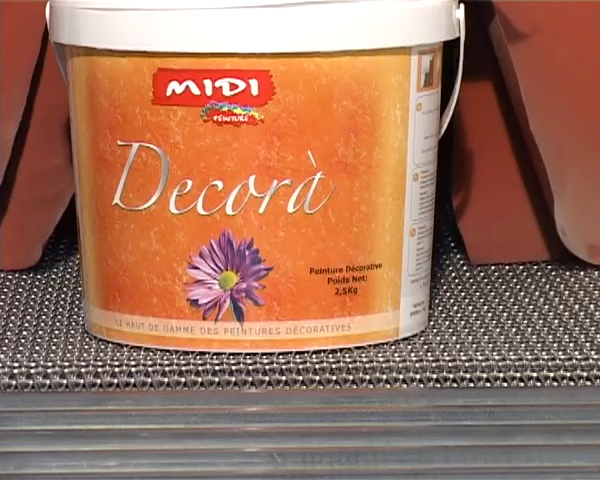 MIDI
PEINTURE
Decorà
Peinture Décorative
Poids Net:
2,5Kg
LE HAUT DE GAMME DES PEINTURES DÉCORATIVES